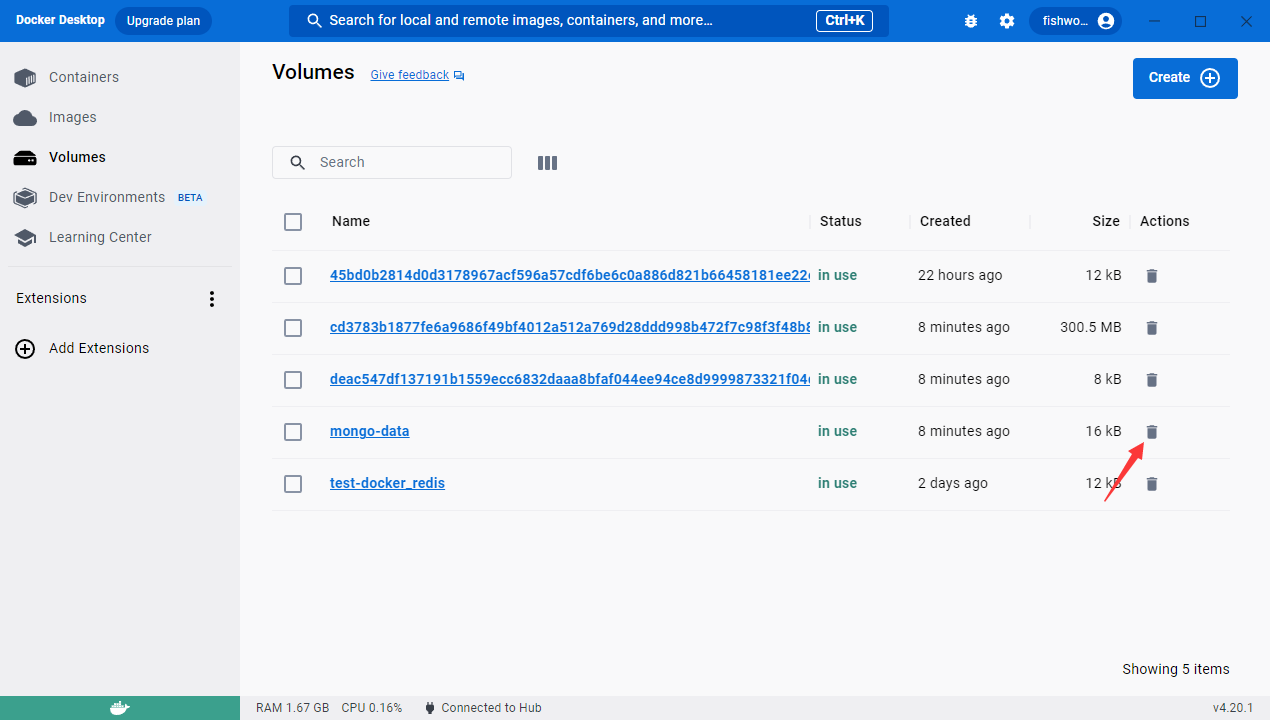 Docker Desktop Upgrade plan Search for local and remote images, containers, and more... Ctrl+K fishwo...
Containers
Images
Volumes
Dev Environments BETA
Learning Center
Extensions
Add Extensions
Volumes Give feedback Create
Search
Name Status Created Size Actions
45bd0b2814d0d3178967acf596a57cdf6be6c0a886d821b66458181ee22 in use 22 hours ago 12 kB
cd3783b1877fe6a9686f49bf4012a512a769d28ddd998b472f7c98f3f48b8 in use 8 minutes ago 300.5 MB
deac547df137191b1559ecc6832daaa8bfaf044ee94ce8d9999873321f04 in use 8 minutes ago 8 kB
mongo-data in use 8 minutes ago 16 kB
test-docker_redis in use 2 days ago 12 kB
Showing 5 items
RAM 1.67 GB CPU 0.16% Connected to Hub v4.20.1